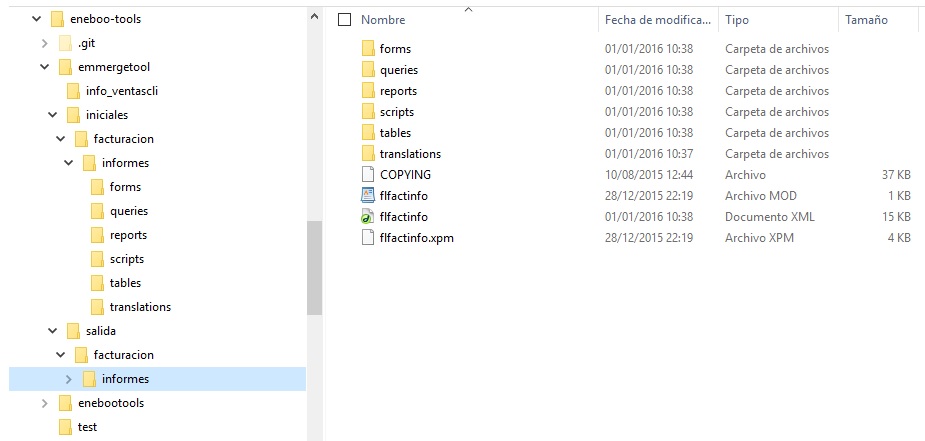 eneboo-tools
.git
emmergetool
info_ventascli
iniciales
facturacion
informes
forms
queries
reports
scripts
tables
translations
salida
facturacion
informes
enebootools
test
Nombre Fecha de modifica... Tipo Tamaño
forms 01/01/2016 10:38 Carpeta de archivos
queries 01/01/2016 10:38 Carpeta de archivos
reports 01/01/2016 10:38 Carpeta de archivos
scripts 01/01/2016 10:38 Carpeta de archivos
tables 01/01/2016 10:38 Carpeta de archivos
translations 01/01/2016 10:37 Carpeta de archivos
COPYING 10/08/2015 12:44 Archivo 37 KB
flfactinfo 28/12/2015 22:19 Archivo MOD 1 KB
flfactinfo 01/01/2016 10:38 Documento XML 15 KB
flfactinfo.xpm 28/12/2015 22:19 Archivo XPM 4 KB